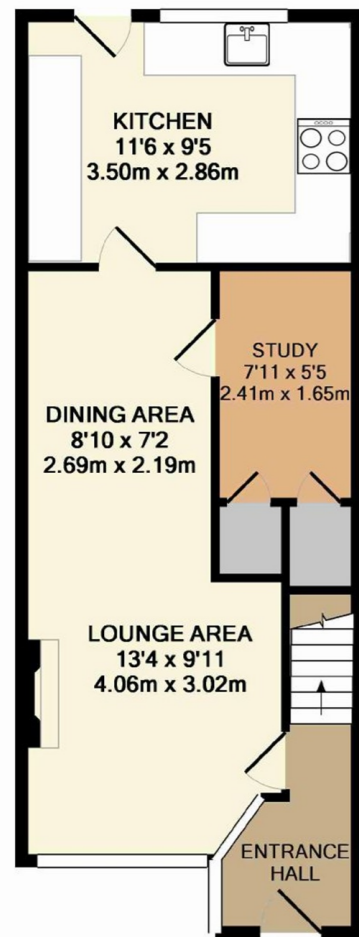 KITCHEN
11'6 x 9'5
3.50m x 2.86m
STUDY
7'11 x 5'5
2.41m x 1.65m
DINING AREA
8'10 x 7'2
2.69m x 2.19m
LOUNGE AREA
13'4 x 9'11
4.06m x 3.02m
ENTRANCE
HALL